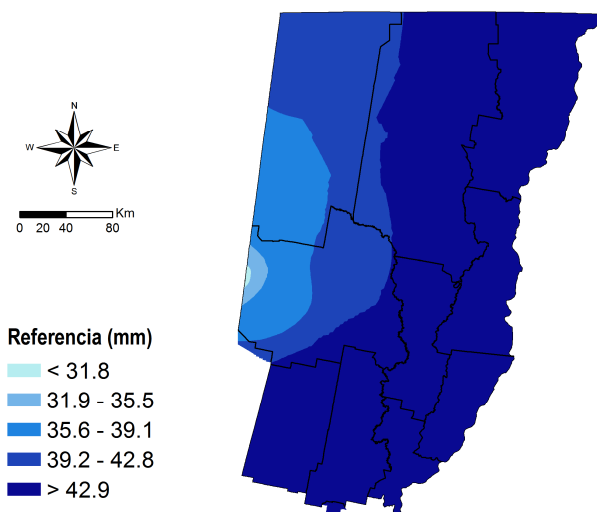 N
W E
S
Km
0 20 40 80
Referencia (mm)
< 31.8
31.9 - 35.5
35.6 - 39.1
39.2 - 42.8
> 42.9